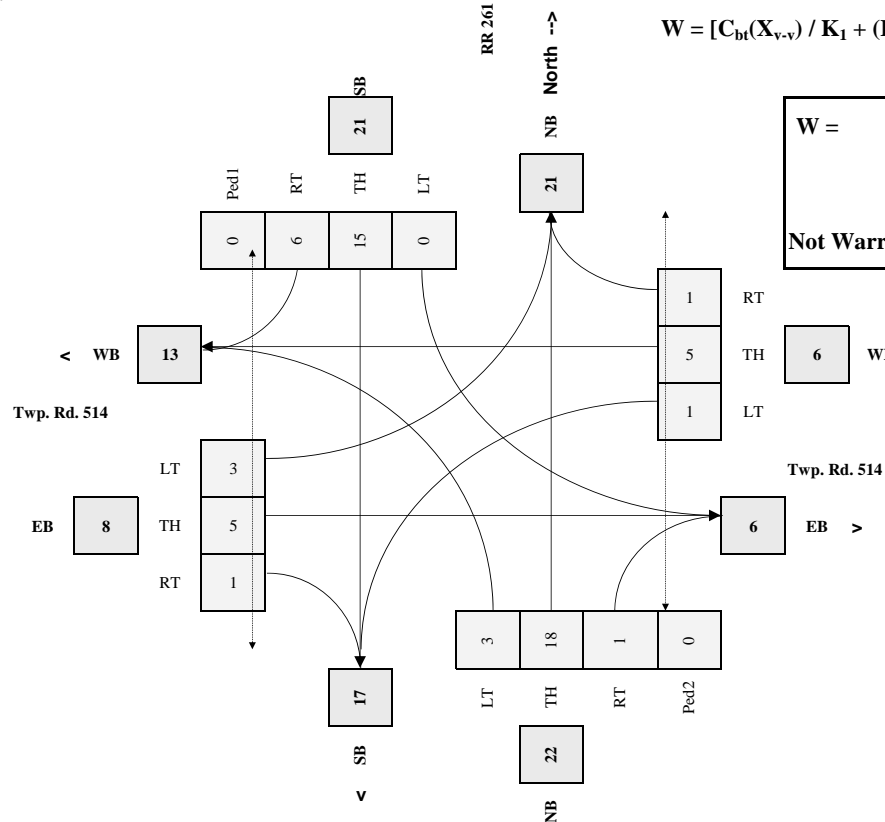 RR 261
W = [C_bt(X_v-v) / K_1 + (
North -->
SB
NB
21
21
Ped1 RT TH LT
0 6 15 0
W =
Not Warr
1 RT
< WB 13
5 TH 6
1 LT
Twp. Rd. 514
LT 3
Twp. Rd. 514
EB 8 TH 5
6 EB >
RT 1
3 18 1 0
17
LT TH RT Ped2
SB
22
<
NB